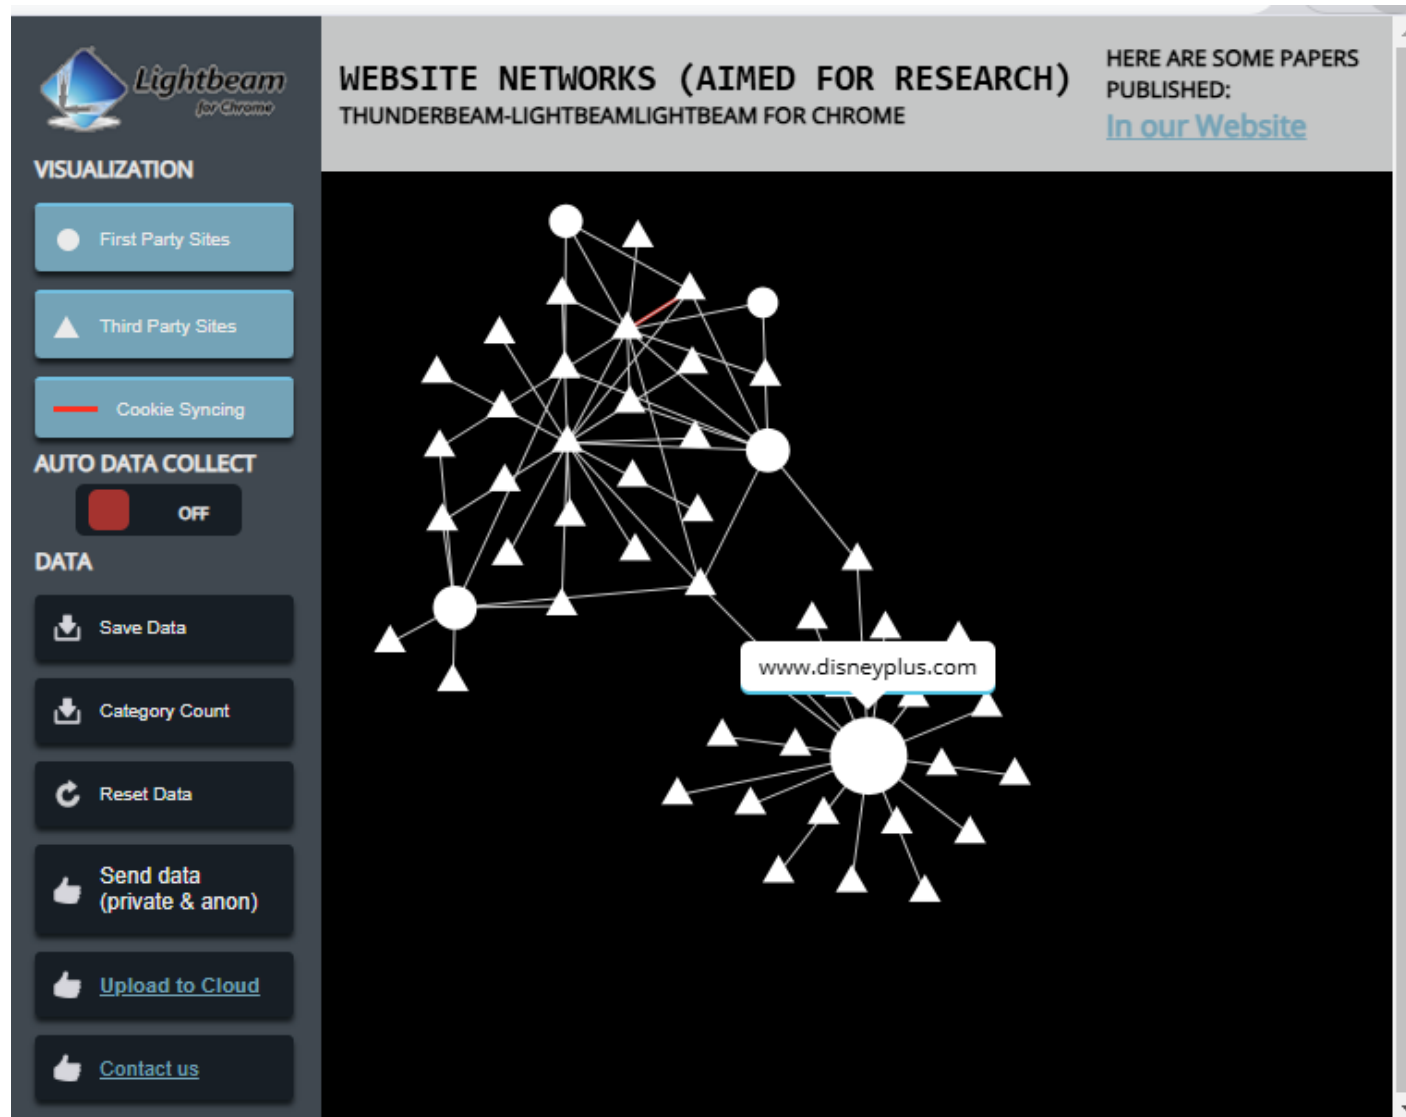 Lightbeam
for Chrome
VISUALIZATION
First Party Sites
Third Party Sites
Cookie Syncing
AUTO DATA COLLECT
OFF
DATA
Save Data
Category Count
Reset Data
Send data
(private & anon)
Upload to Cloud
Contact us
WEBSITE NETWORKS (AIMED FOR RESEARCH)
THUNDERBEAM-LIGHTBEAMLIGHTBEAM FOR CHROME
HERE ARE SOME PAPERS
PUBLISHED:
In our Website
www.disneyplus.com